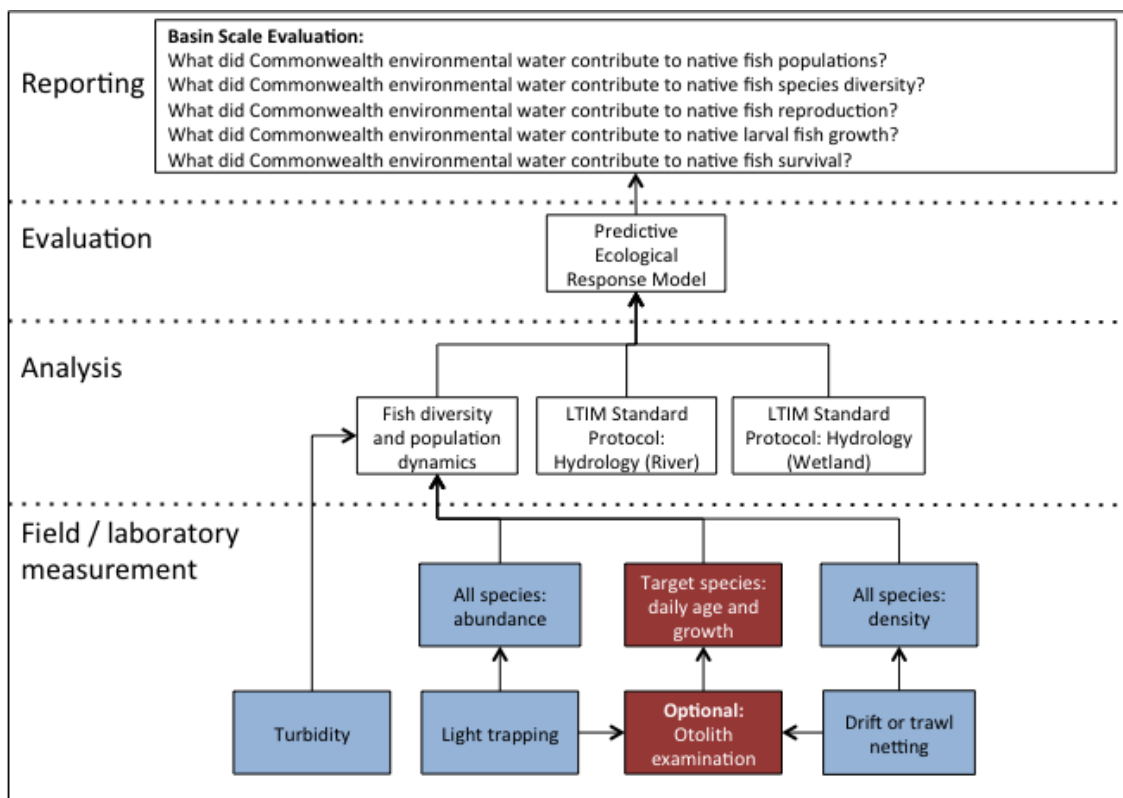 Reporting
Basin Scale Evaluation:
What did Commonwealth environmental water contribute to native fish populations?
What did Commonwealth environmental water contribute to native fish species diversity?
What did Commonwealth environmental water contribute to native fish reproduction?
What did Commonwealth environmental water contribute to native larval fish growth?
What did Commonwealth environmental water contribute to native fish survival?
Evaluation
Predictive
Ecological
Response Model
Analysis
Fish diversity
and population
dynamics
LTIM Standard
Protocol:
Hydrology (River)
LTIM Standard
Protocol: Hydrology
(Wetland)
Field / laboratory
measurement
All species:
abundance
Target species:
daily age and
growth
All species:
density
Turbidity
Light trapping
Optional:
Otolith
examination
Drift or trawl
netting